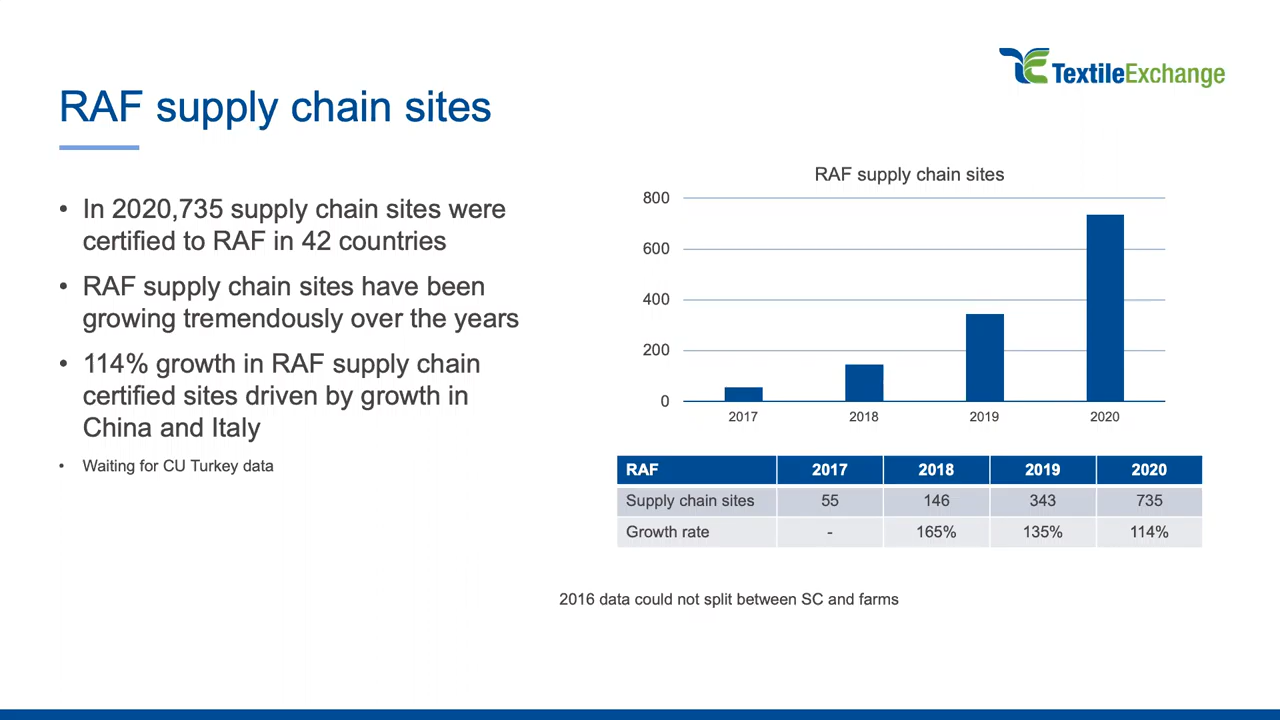 TextileExchange
RAF supply chain sites
• In 2020,735 supply chain sites were
certified to RAF in 42 countries
• RAF supply chain sites have been
growing tremendously over the years
• 114% growth in RAF supply chain
certified sites driven by growth in
China and Italy
• Waiting for CU Turkey data
RAF supply chain sites
800
600
400
200
0
2017 2018 2019 2020
RAF 2017 2018 2019 2020
Supply chain sites 55 146 343 735
Growth rate - 165% 135% 114%
2016 data could not split between SC and farms